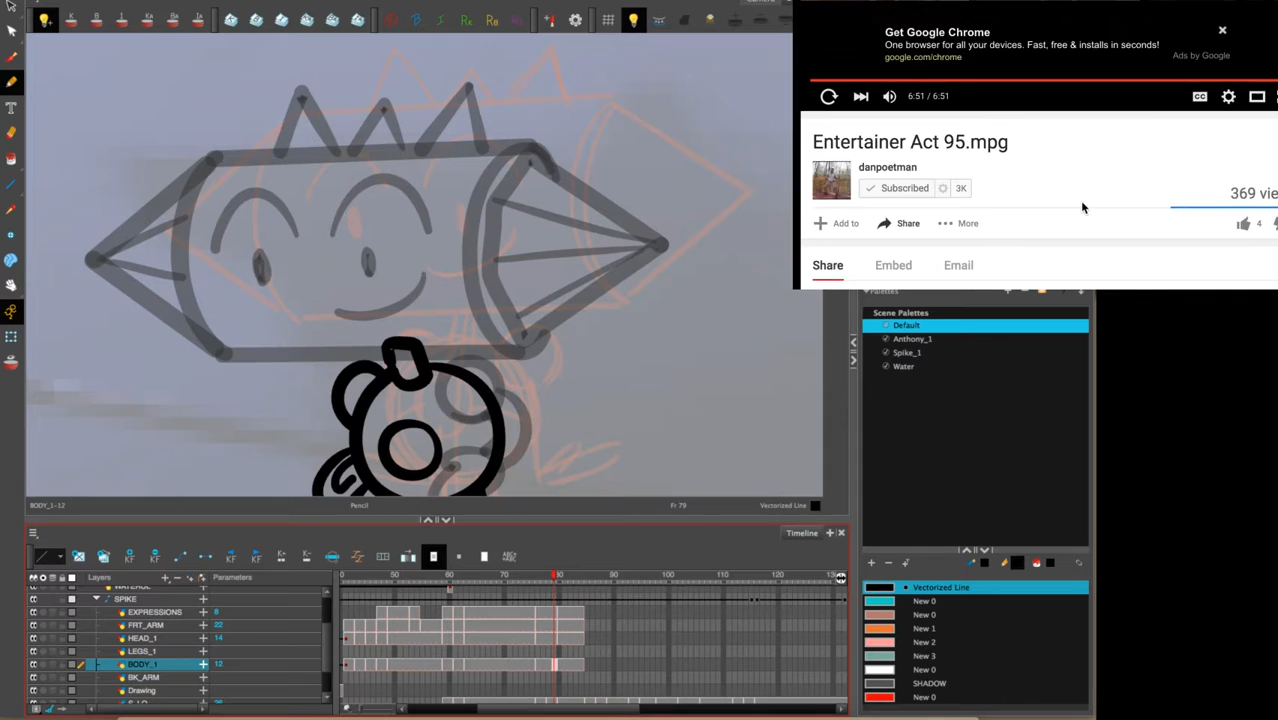 Get Google Chrome
One browser for all your devices. Fast, free & installs in seconds!
google.com/chrome
Ads by Google
6:51 / 6:51
CC
Entertainer Act 95.mpg
danpoetman
Subscribed 3K
369 vie
Add to Share More 4
Share Embed Email
Palettes
Scene Palettes
Default
Anthony_1
Spike_1
Water
BODY_1-12 Pencil Fr 79 Vectorized Line
Timeline
Layers Parameters 0 50 60 70 80 90 100 110 120
SPIKE
EXPRESSIONS 8
FRT_ARM 22
HEAD_1 14
LEGS_1
BODY_1 12
BK_ARM
Drawing
Vectorized Line
New 0
New 0
New 1
New 2
New 3
New 0
SHADOW
New 0